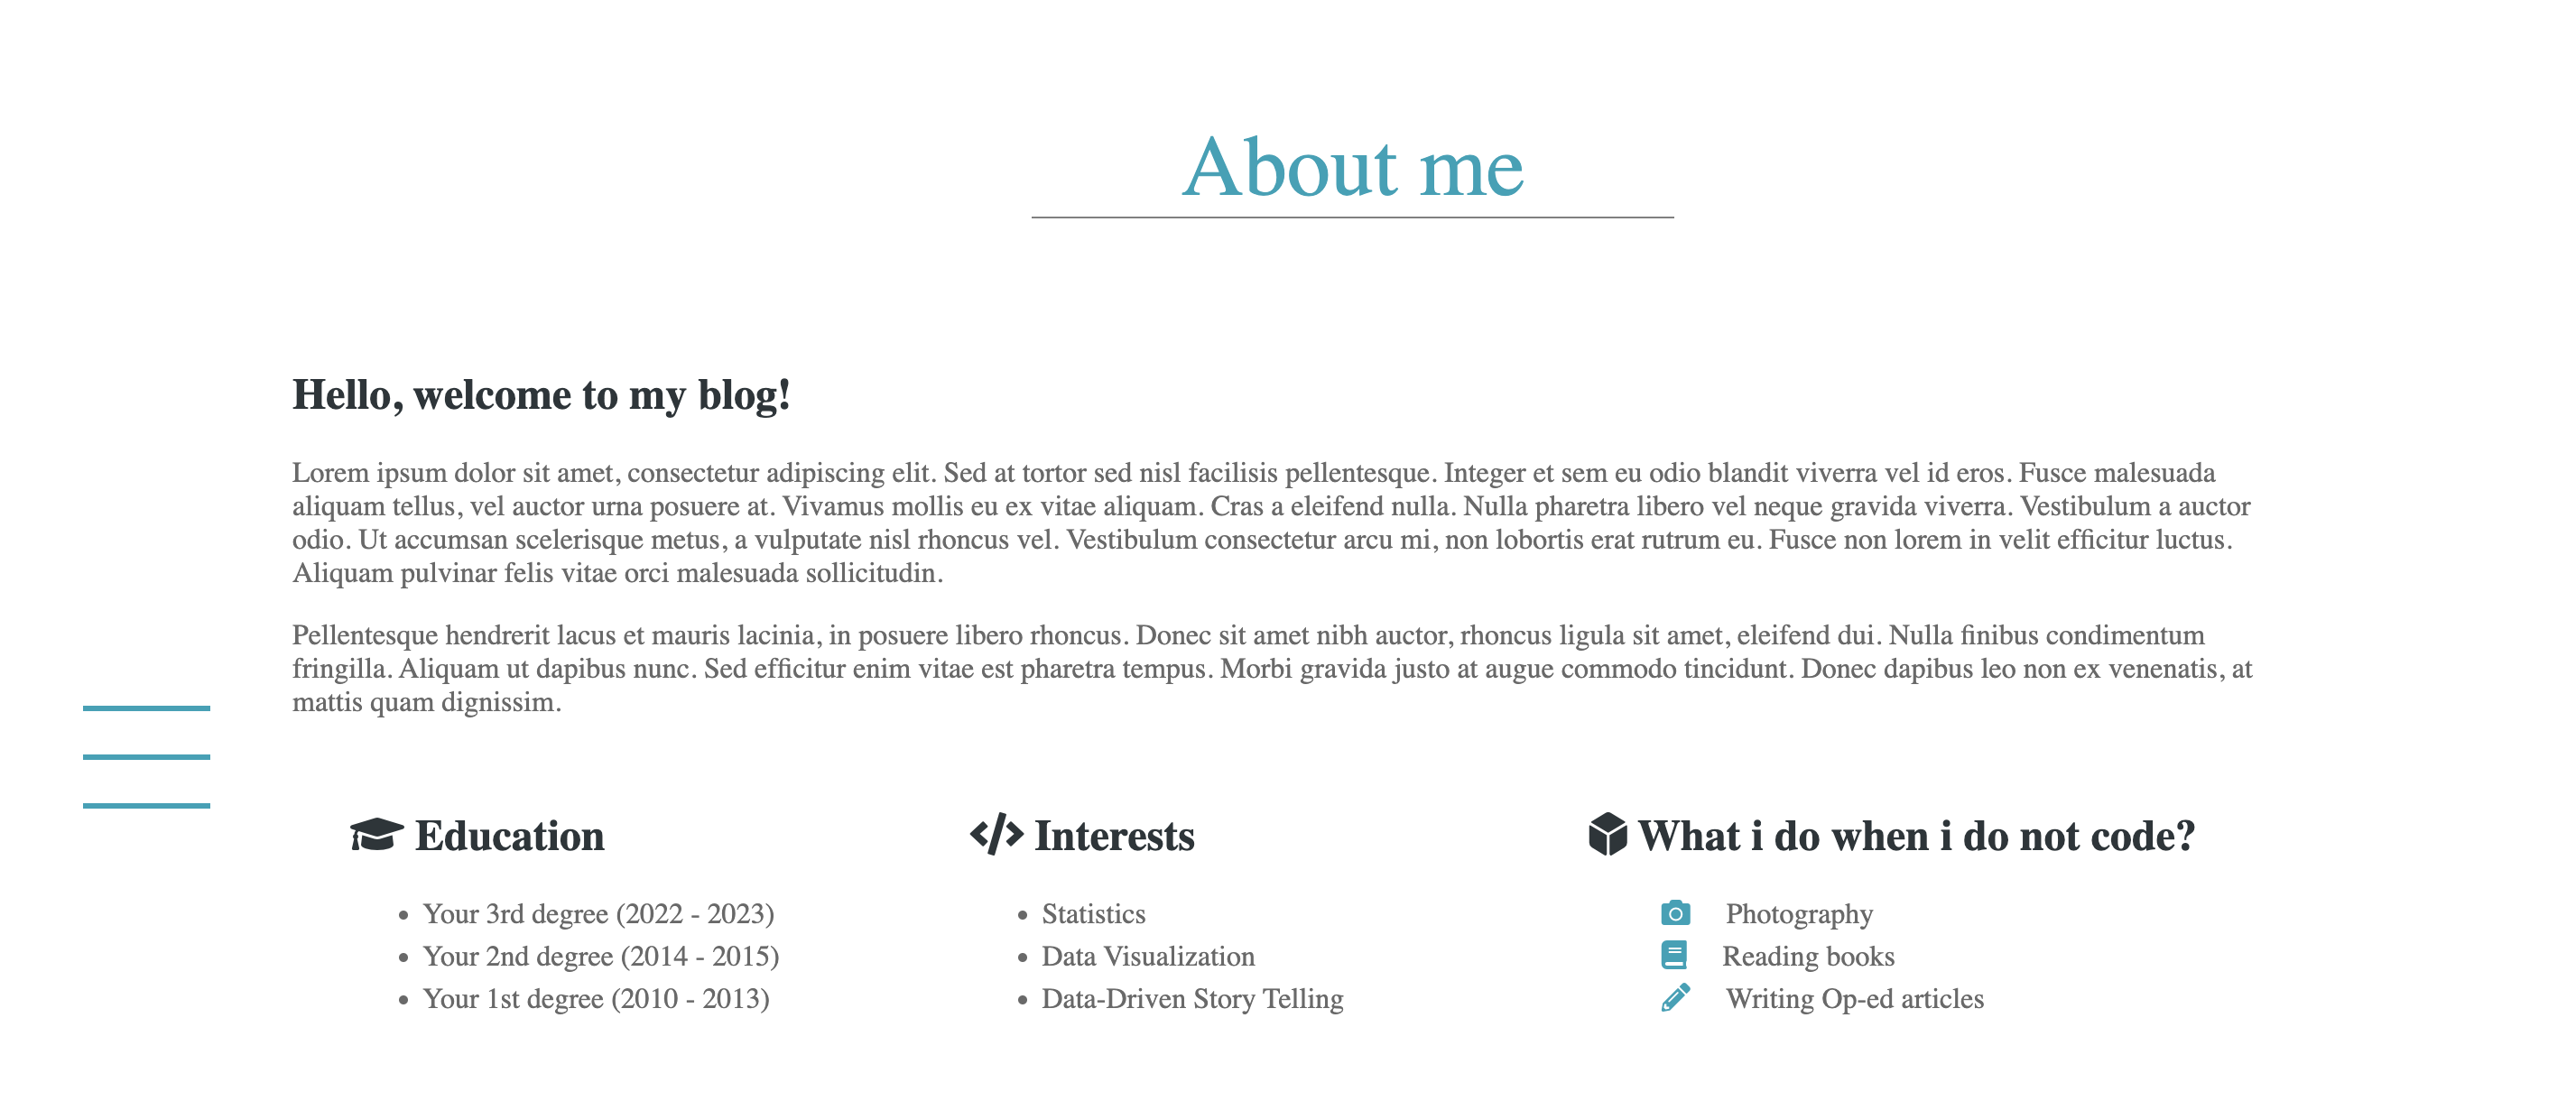 About me
Hello, welcome to my blog!
Lorem ipsum dolor sit amet, consectetur adipiscing elit. Sed at tortor sed nisl facilisis pellentesque. Integer et sem eu odio blandit viverra vel id eros. Fusce malesuada
aliquam tellus, vel auctor urna posuere at. Vivamus mollis eu ex vitae aliquam. Cras a eleifend nulla. Nulla pharetra libero vel neque gravida viverra. Vestibulum a auctor
odio. Ut accumsan scelerisque metus, a vulputate nisl rhoncus vel. Vestibulum consectetur arcu mi, non lobortis erat rutrum eu. Fusce non lorem in velit efficitur luctus.
Aliquam pulvinar felis vitae orci malesuada sollicitudin.
Pellentesque hendrerit lacus et mauris lacinia, in posuere libero rhoncus. Donec sit amet nibh auctor, rhoncus ligula sit amet, eleifend dui. Nulla finibus condimentum
fringilla. Aliquam ut dapibus nunc. Sed efficitur enim vitae est pharetra tempus. Morbi gravida justo at augue commodo tincidunt. Donec dapibus leo non ex venenatis, at
mattis quam dignissim.
Education
• Your 3rd degree (2022 - 2023)
• Your 2nd degree (2014 - 2015)
• Your 1st degree (2010 - 2013)
Interests
• Statistics
• Data Visualization
• Data-Driven Story Telling
What i do when i do not code?
Photography
Reading books
Writing Op-ed articles